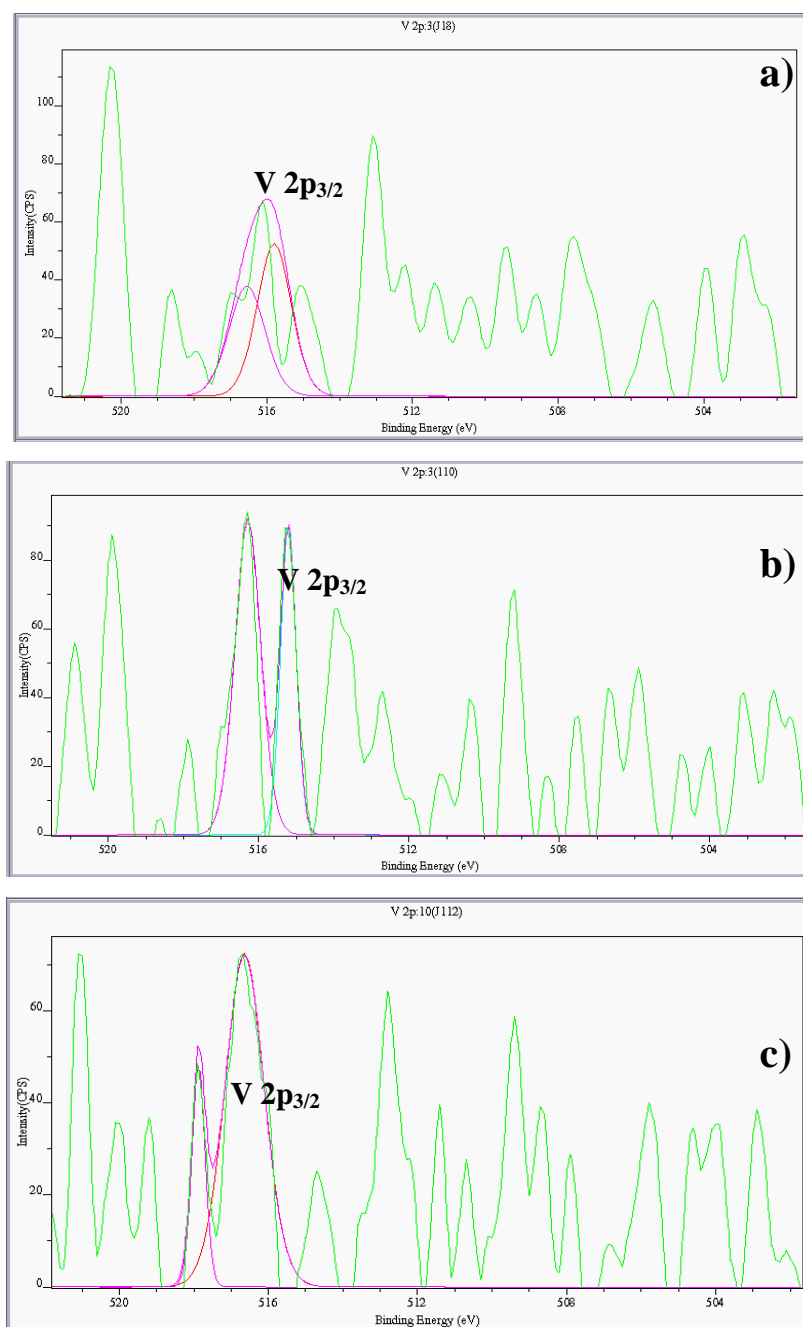 V 2p:3(J18)
a)
V 2p3/2
Intensity(CPS)
100
80
60
40
20
0
520 516 512 508 504
Binding Energy (eV)
V 2p:3(110)
b)
V 2p3/2
Intensity(CPS)
80
60
40
20
0
520 516 512 508 504
Binding Energy (eV)
V 2p:10(J112)
c)
V 2p3/2
Intensity(CPS)
60
40
20
0
520 516 512 508 504
Binding Energy (eV)